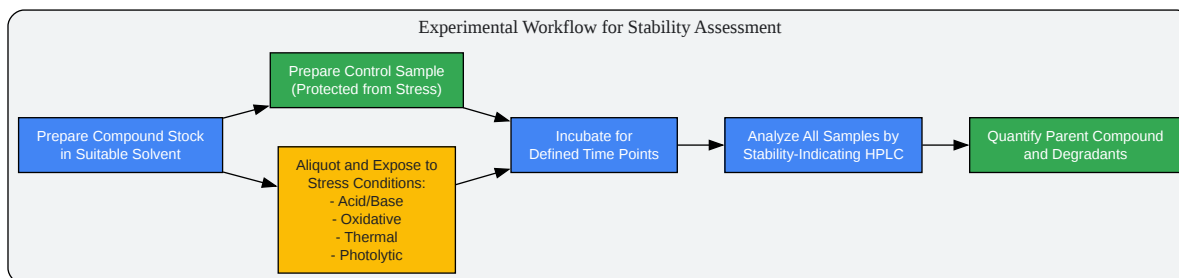 Experimental Workflow for Stability Assessment
Prepare Compound Stock
in Suitable Solvent
Prepare Control Sample
(Protected from Stress)
Aliquot and Expose to
Stress Conditions:
- Acid/Base
- Oxidative
- Thermal
- Photolytic
Incubate for
Defined Time Points
Analyze All Samples by
Stability-Indicating HPLC
Quantify Parent Compound
and Degradants